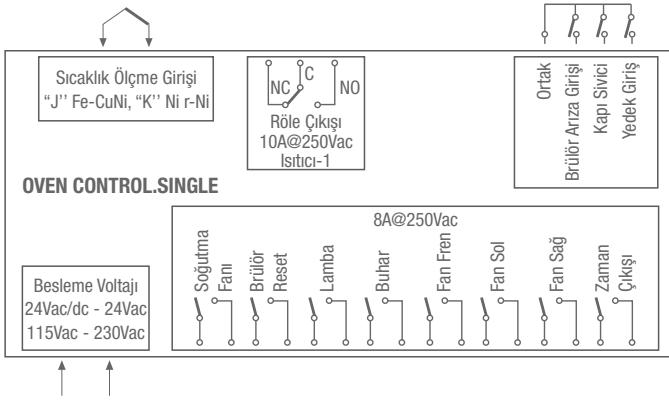 Sıcaklık Ölçme Girişi
“J’’ Fe-CuNi, “K’’ Ni r-Ni
NC
C
NO
Röle Çıkışı
10A@250Vac
Isıtıcı-1
Ortak
Brülör Arıza Girişi
Kapı Sivici
Yedek Giriş
OVEN CONTROL.SINGLE
8A@250Vac
Soğutma
Fanı
Brülör
Reset
Lamba
Buhar
Fan Fren
Fan Sol
Fan Sağ
Zaman
Çıkışı
Besleme Voltajı
24Vac/dc - 24Vac
115Vac - 230Vac